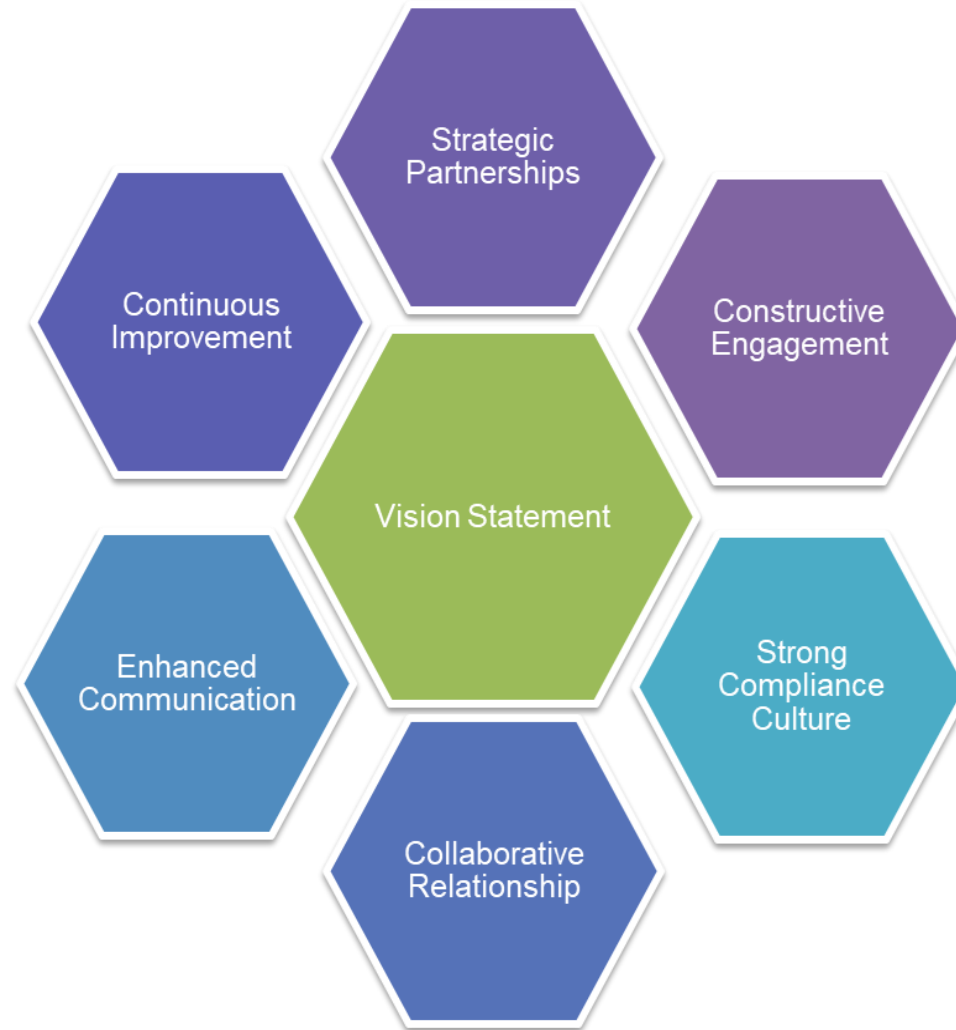 Strategic
Partnerships
Continuous
Improvement
Constructive
Engagement
Vision Statement
Enhanced
Communication
Strong
Compliance
Culture
Collaborative
Relationship